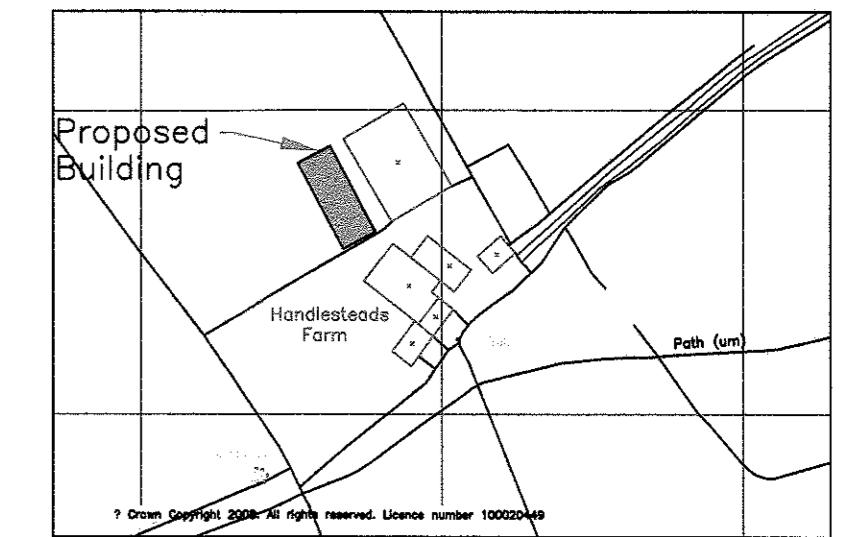 Proposed
Building
Handlesteads
Farm
Path (um)
? Crown Copyright 2008. All rights reserved. Licence number 100020449